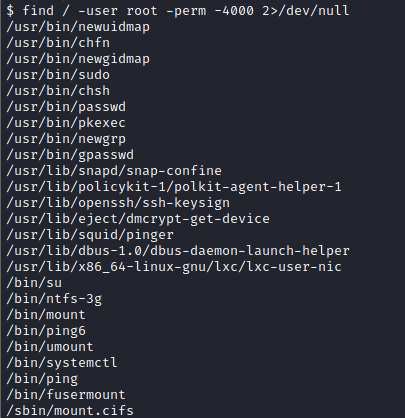 $ find / -user root -perm -4000 2>/dev/null
/usr/bin/newuidmap
/usr/bin/chfn
/usr/bin/newgidmap
/usr/bin/sudo
/usr/bin/chsh
/usr/bin/passwd
/usr/bin/pkexec
/usr/bin/newgrp
/usr/bin/gpasswd
/usr/lib/snapd/snap-confine
/usr/lib/policykit-1/polkit-agent-helper-1
/usr/lib/openssh/ssh-keysign
/usr/lib/eject/dmcrypt-get-device
/usr/lib/squid/pinger
/usr/lib/dbus-1.0/dbus-daemon-launch-helper
/usr/lib/x86_64-linux-gnu/lxc/lxc-user-nic
/bin/su
/bin/ntfs-3g
/bin/mount
/bin/ping6
/bin/umount
/bin/systemctl
/bin/ping
/bin/fusermount
/sbin/mount.cifs